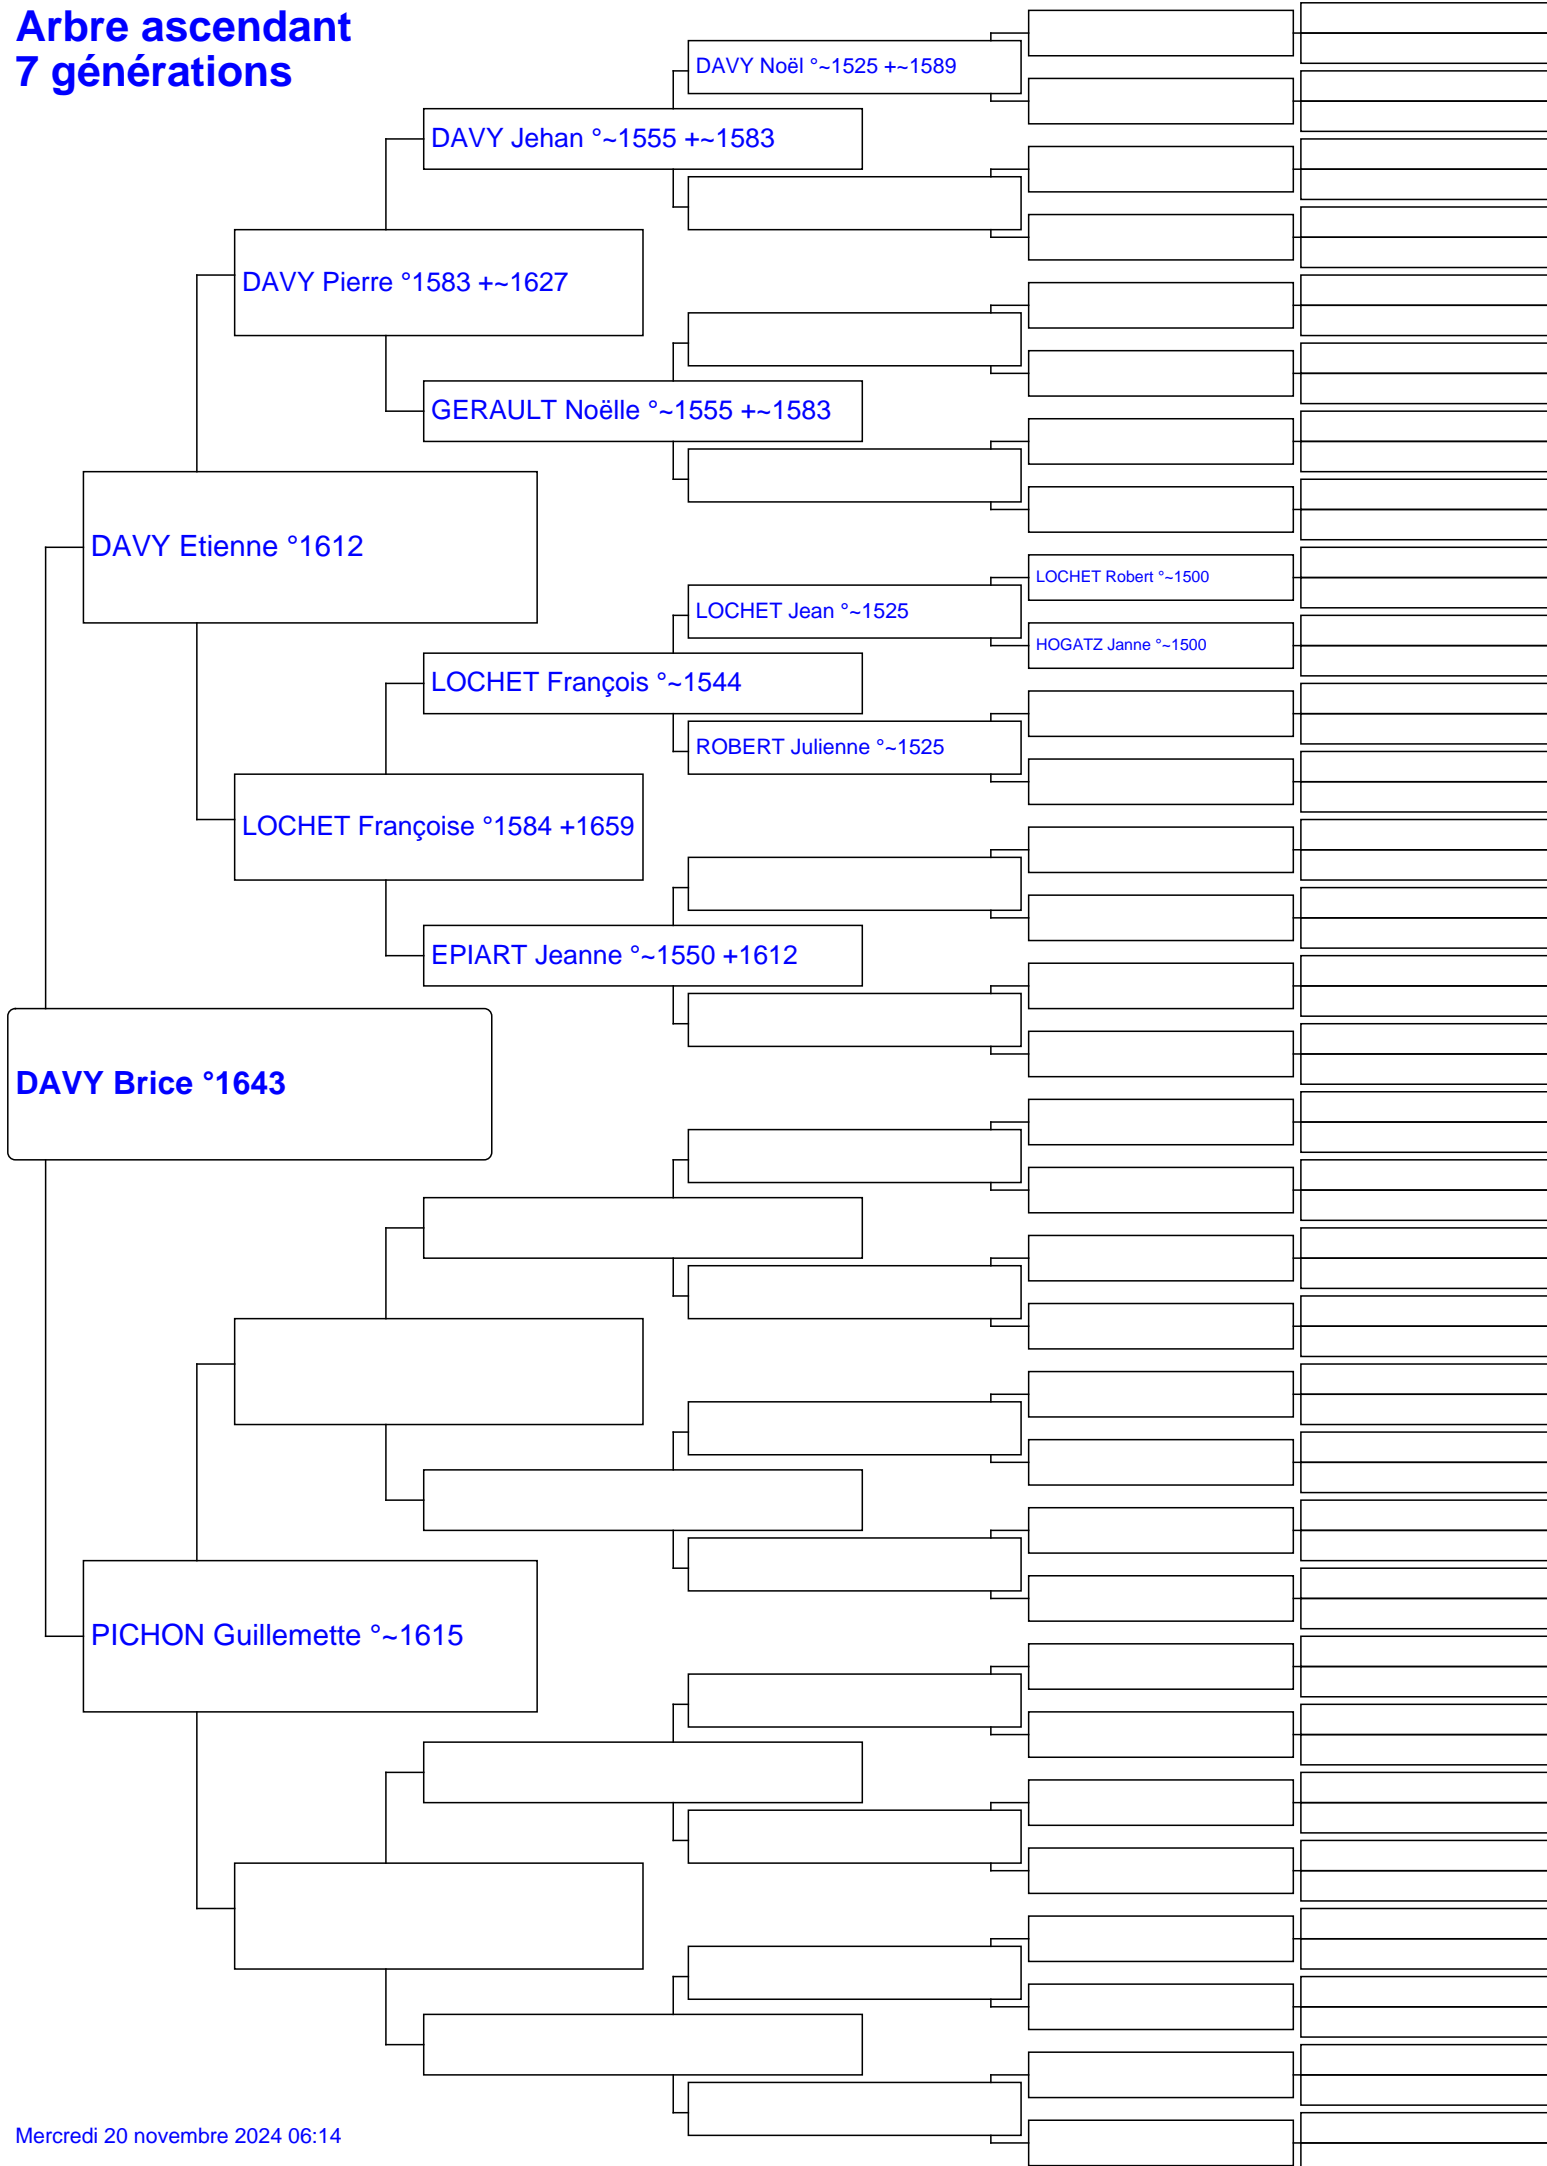 Arbre ascendant
7 générations
DAVY Noël °~1525 +~1589
DAVY Jehan °~1555 +~1583
DAVY Pierre °1583 +~1627
GERAULT Noëlle °~1555 +~1583
DAVY Etienne °1612
LOCHET Robert °~1500
LOCHET Jean °~1525
HOGATZ Janne °~1500
LOCHET François °~1544
ROBERT Julienne °~1525
LOCHET Françoise °1584 +1659
EPIART Jeanne °~1550 +1612
DAVY Brice °1643
PICHON Guillemette °~1615
Mercredi 20 novembre 2024 06:14